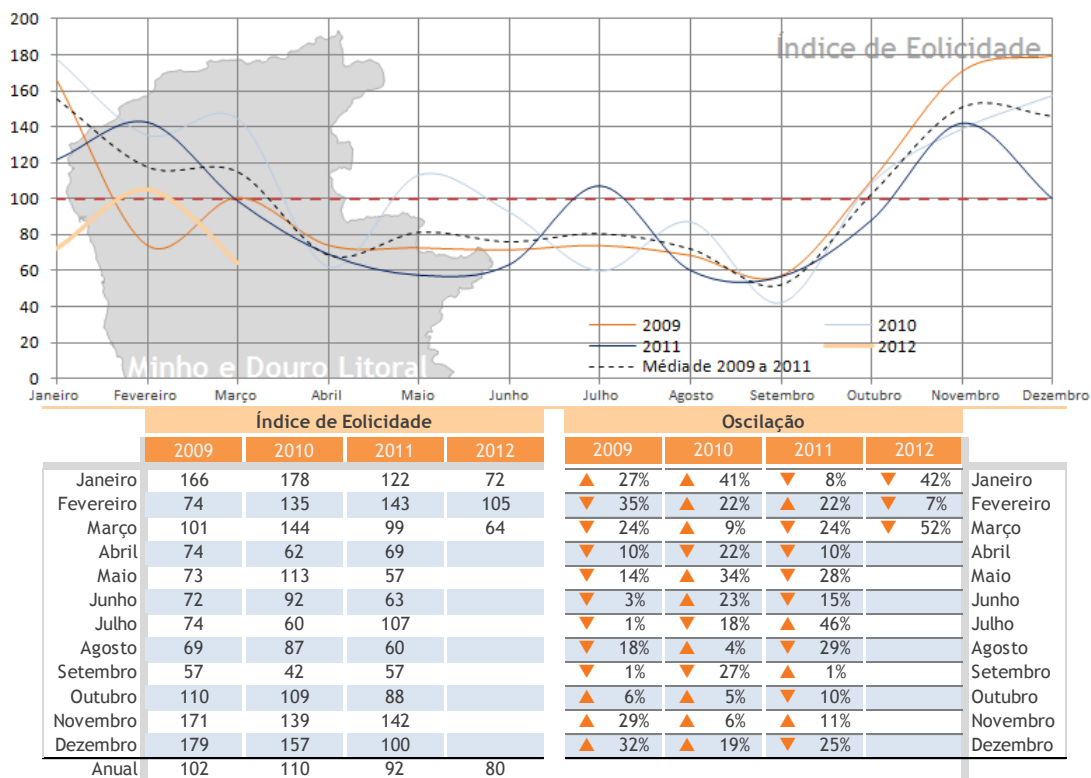 Índice de Eolicidade
200
180
160
140
120
100
80
60
40
20
0
2009
2010
2011
2012
Média de 2009 a 2011
Minho e Douro Litoral
Janeiro Fevereiro Março Abril Maio Junho Julho Agosto Setembro Outubro Novembro Dezembro
Índice de Eolicidade Oscilação
2009 2010 2011 2012 2009 2010 2011 2012
Janeiro 166 178 122 72 ▲ 27% ▲ 41% ▼ 8% ▼ 42% Janeiro
Fevereiro 74 135 143 105 ▼ 35% ▲ 22% ▲ 22% ▼ 7% Fevereiro
Março 101 144 99 64 ▼ 24% ▲ 9% ▼ 24% ▼ 52% Março
Abril 74 62 69 ▼ 10% ▼ 22% ▼ 10% Abril
Maio 73 113 57 ▼ 14% ▲ 34% ▼ 28% Maio
Junho 72 92 63 ▼ 3% ▲ 23% ▼ 15% Junho
Julho 74 60 107 ▼ 1% ▼ 18% ▲ 46% Julho
Agosto 69 87 60 ▼ 18% ▲ 4% ▼ 29% Agosto
Setembro 57 42 57 ▼ 1% ▼ 27% ▲ 1% Setembro
Outubro 110 109 88 ▲ 6% ▲ 5% ▼ 10% Outubro
Novembro 171 139 142 ▲ 29% ▲ 6% ▲ 11% Novembro
Dezembro 179 157 100 ▲ 32% ▲ 19% ▼ 25% Dezembro
Anual 102 110 92 80